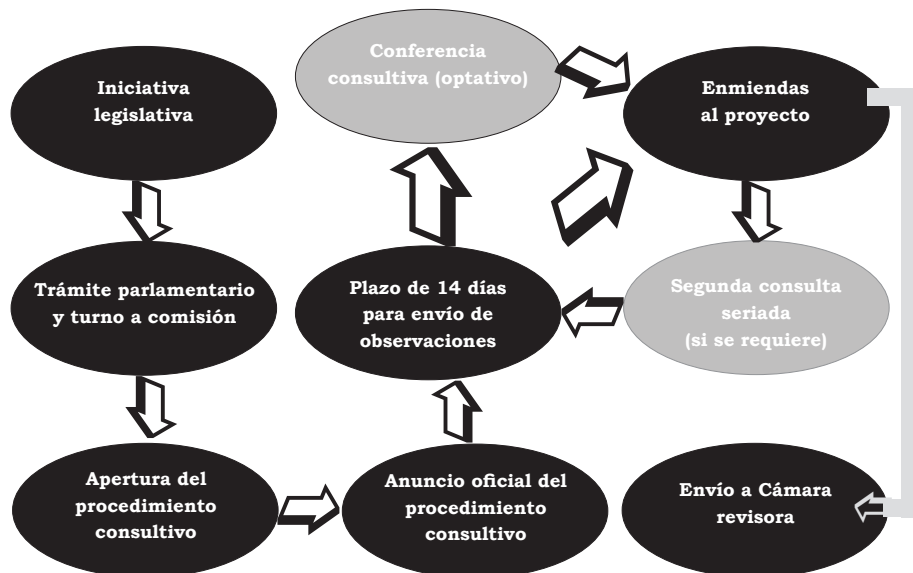 Iniciativa
legislativa
Trámite parlamentario
y turno a comisión
Apertura del
procedimiento
consultivo
Anuncio oficial del
procedimiento
consultivo
Plazo de 14 días
para envío de
observaciones
Conferencia
consultiva (optativo)
Enmiendas
al proyecto
Segunda consulta
seriada
(si se requiere)
Envío a Cámara
revisora